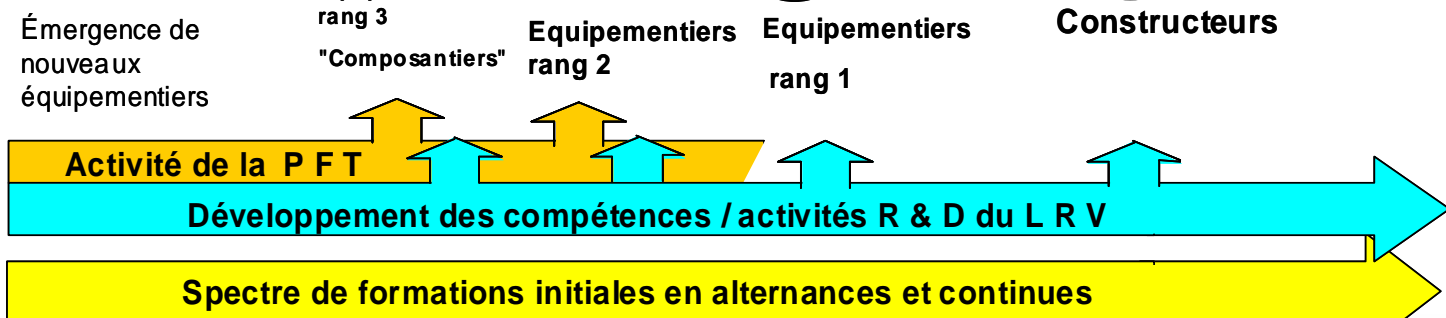 rang 3
"Composantiers"
Émergence de
nouveaux
équipementiers
Equipementiers
rang 2
Equipementiers
rang 1
Constructeurs
Activité de la P F T
Développement des compétences / activités R & D du L R V
Spectre de formations initiales en alternances et continues